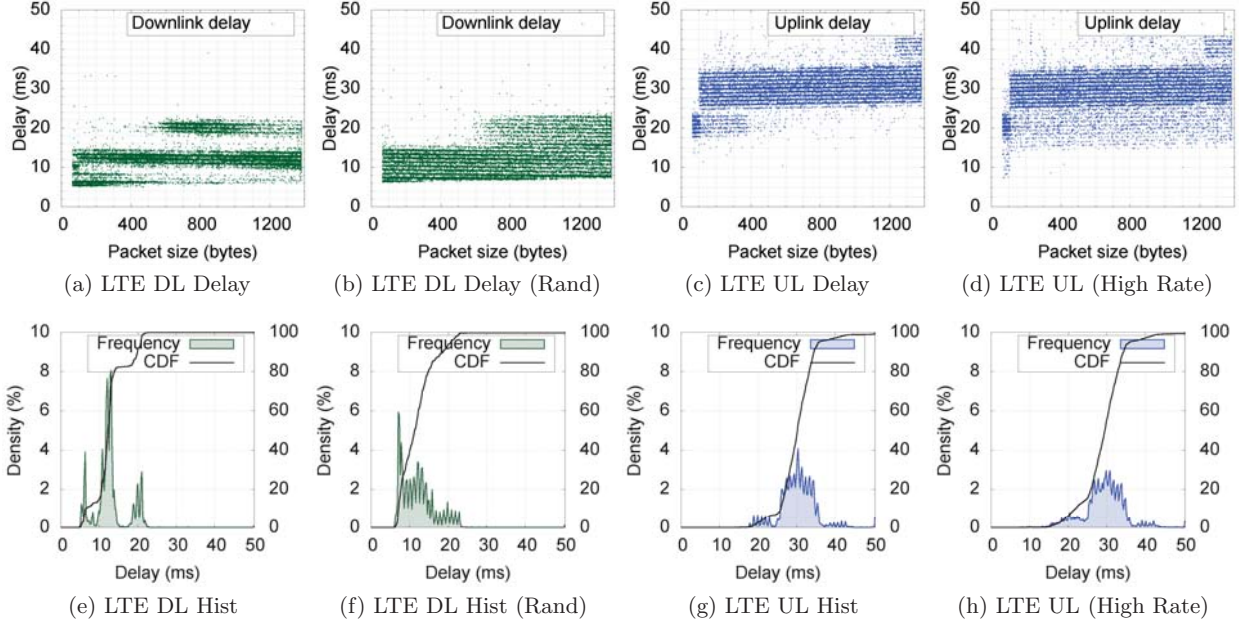 50 40 30 20 10 0
Delay (ms)
Downlink delay
0 400 800 1200
Packet size (bytes)
(a) LTE DL Delay
50 40 30 20 10 0
Delay (ms)
Downlink delay
0 400 800 1200
Packet size (bytes)
(b) LTE DL Delay (Rand)
50 40 30 20 10 0
Delay (ms)
Uplink delay
0 400 800 1200
Packet size (bytes)
(c) LTE UL Delay
50 40 30 20 10 0
Delay (ms)
Uplink delay
0 400 800 1200
Packet size (bytes)
(d) LTE UL (High Rate)
10 8 6 4 2 0
Density (%)
Frequency
CDF
100 80 60 40 20 0
0 10 20 30 40 50
Delay (ms)
(e) LTE DL Hist
10 8 6 4 2 0
Density (%)
Frequency
CDF
100 80 60 40 20 0
0 10 20 30 40 50
Delay (ms)
(f) LTE DL Hist (Rand)
10 8 6 4 2 0
Density (%)
Frequency
CDF
100 80 60 40 20 0
0 10 20 30 40 50
Delay (ms)
(g) LTE UL Hist
10 8 6 4 2 0
Density (%)
Frequency
CDF
100 80 60 40 20 0
0 10 20 30 40 50
Delay (ms)
(h) LTE UL (High Rate)